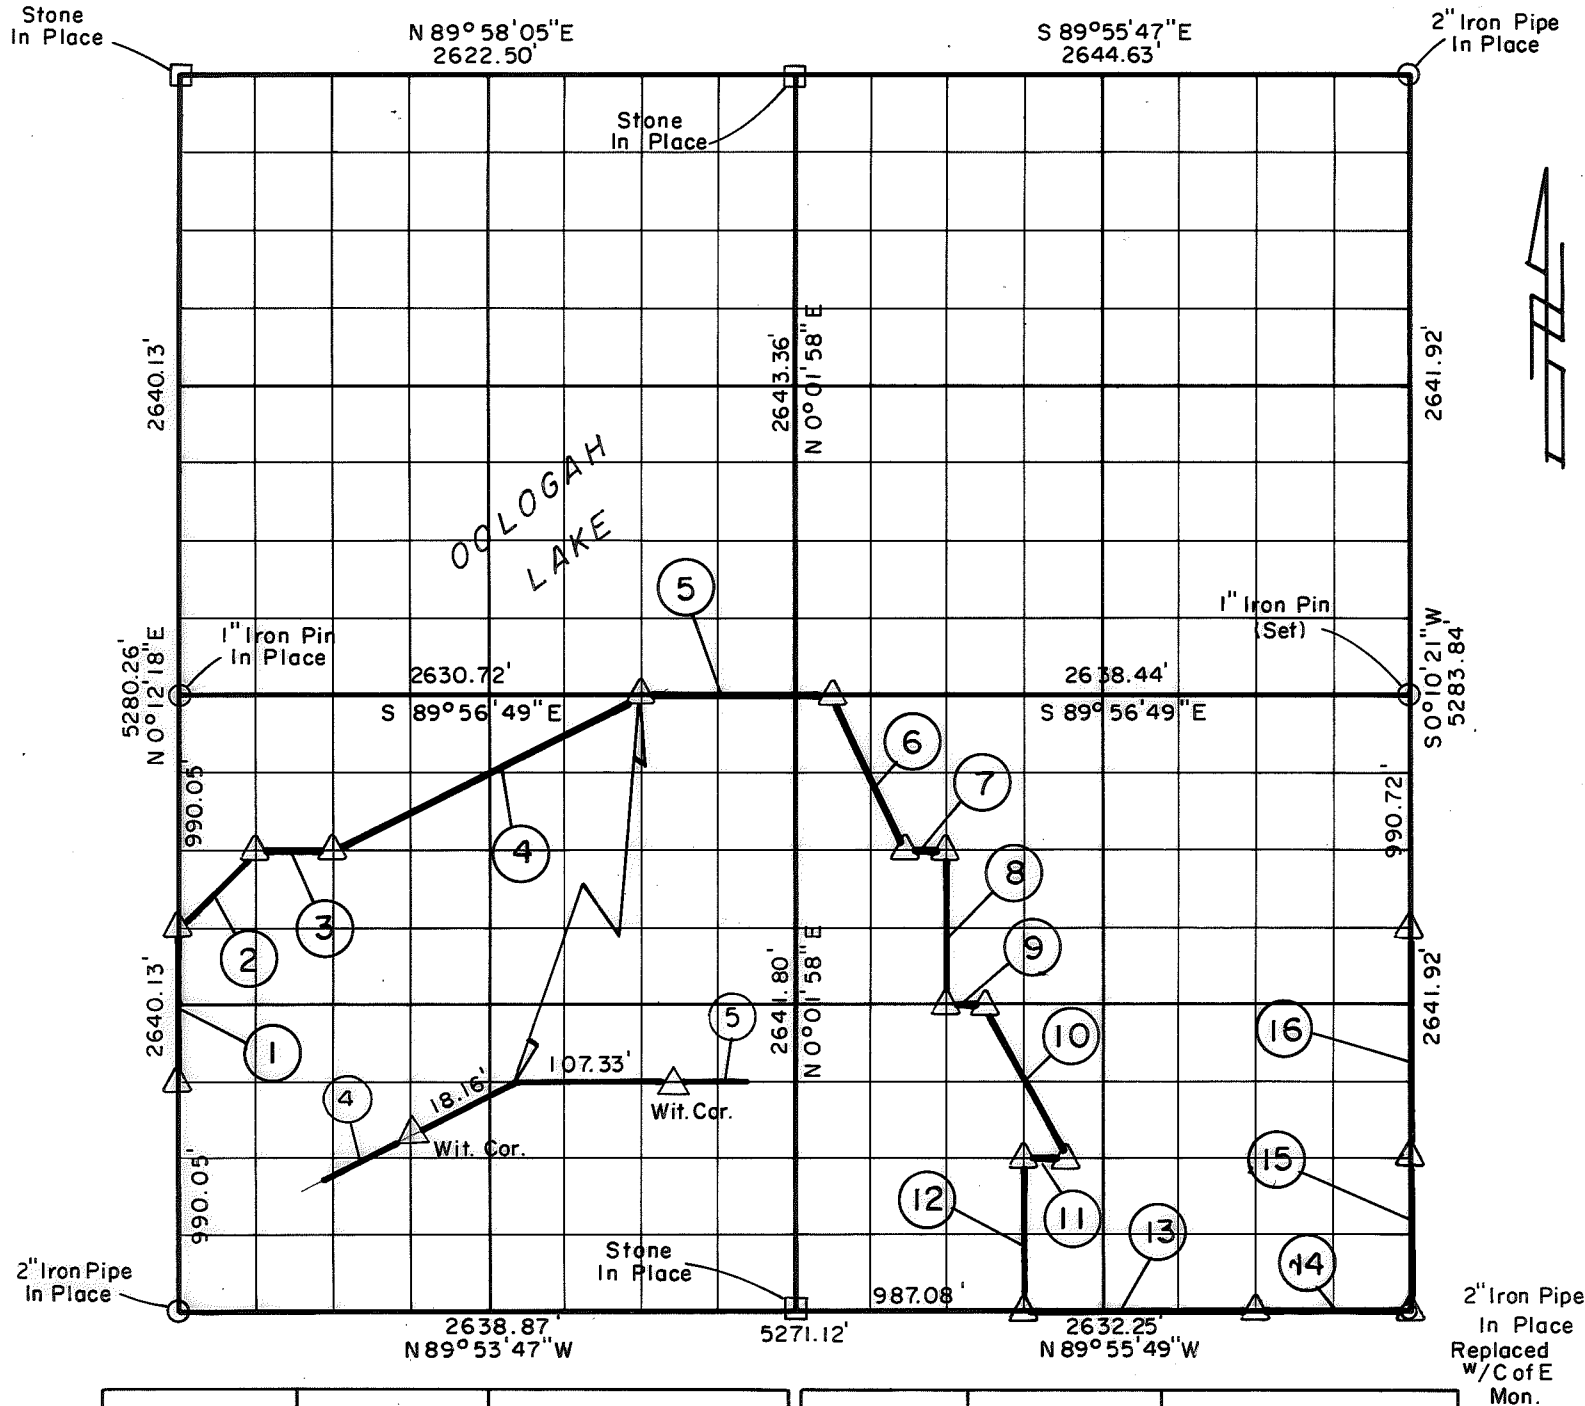 Stone
In Place
N 89° 58' 05" E
2622.50'
S 89° 55' 47" E
2644.63'
2" Iron Pipe
In Place
Stone
In Place
2640.13'
2643.36'
N 0° 01' 58" E
2641.92'
OOLOGAH
LAKE
5
1" Iron Pin
In Place
1" Iron Pin
(Set)
5280.26'
N 0° 12' 18" E
2630.72'
S 89° 56' 49" E
2638.44'
S 89° 56' 49" E
S 0° 10' 21" W
5283.84'
6
7
990.05'
990.72'
4
8
3
2
9
2640.13'
2641.80'
N 0° 01' 58" E
2641.92'
5
16
10
1
107.33'
18.16'
4
Wit. Cor.
Wit. Cor.
990.05'
15
12
11
13
14
Stone
In Place
2" Iron Pipe
In Place
987.08'
2" Iron Pipe
In Place
Replaced
W/C of E
Mon.
2638.87'
N 89° 53' 47" W
5271.12'
2632.25'
N 89° 55' 49" W